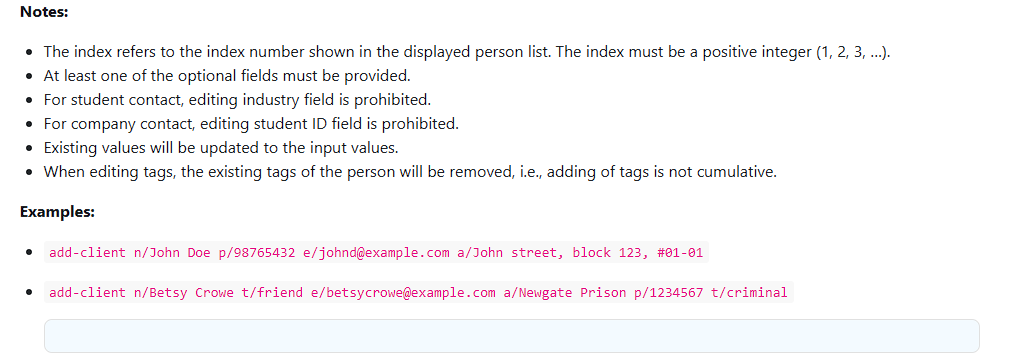 Notes:
The index refers to the index number shown in the displayed person list. The index must be a positive integer (1, 2, 3, ...).
At least one of the optional fields must be provided.
For student contact, editing industry field is prohibited.
For company contact, editing student ID field is prohibited.
Existing values will be updated to the input values.
When editing tags, the existing tags of the person will be removed, i.e., adding of tags is not cumulative.
Examples:
add-client n/John Doe p/98765432 e/johnd@example.com a/John street, block 123, #01-01
add-client n/Betsy Crowe t/friend e/betsycrowe@example.com a/Newgate Prison p/1234567 t/criminal